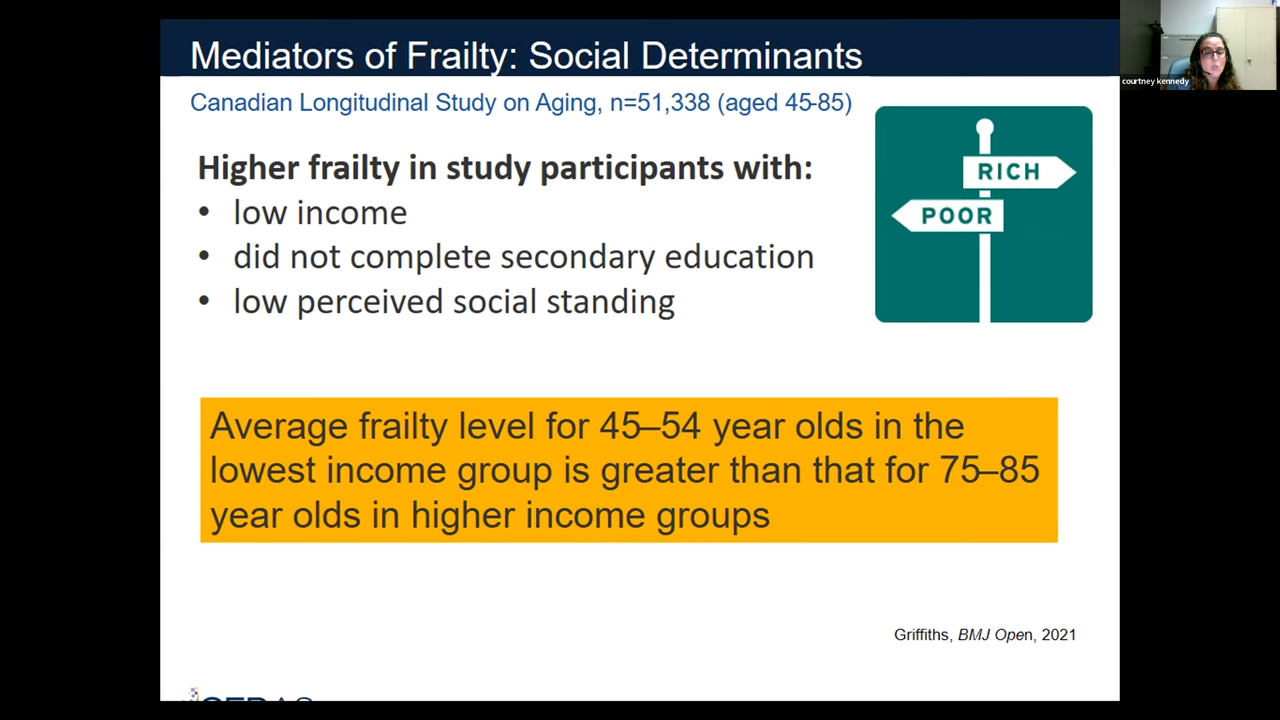 Mediators of Frailty: Social Determinants
courtney kennedy
Canadian Longitudinal Study on Aging, n=51,338 (aged 45-85)
Higher frailty in study participants with:
• low income
• did not complete secondary education
• low perceived social standing
RICH
POOR
Average frailty level for 45–54 year olds in the
lowest income group is greater than that for 75–85
year olds in higher income groups
Griffiths, BMJ Open, 2021